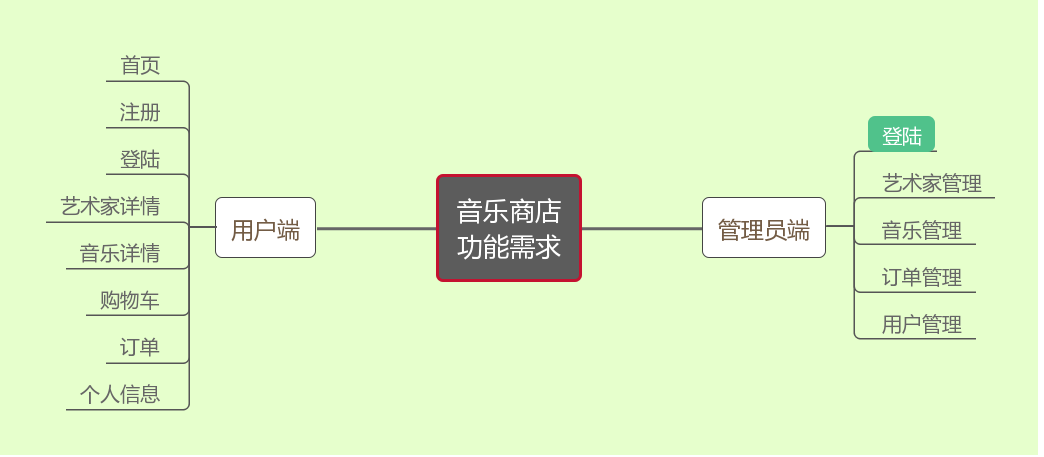 首页
注册
登陆
艺术家详情
音乐详情
购物车
订单
个人信息
用户端
音乐商店
功能需求
管理员端
登陆
艺术家管理
音乐管理
订单管理
用户管理